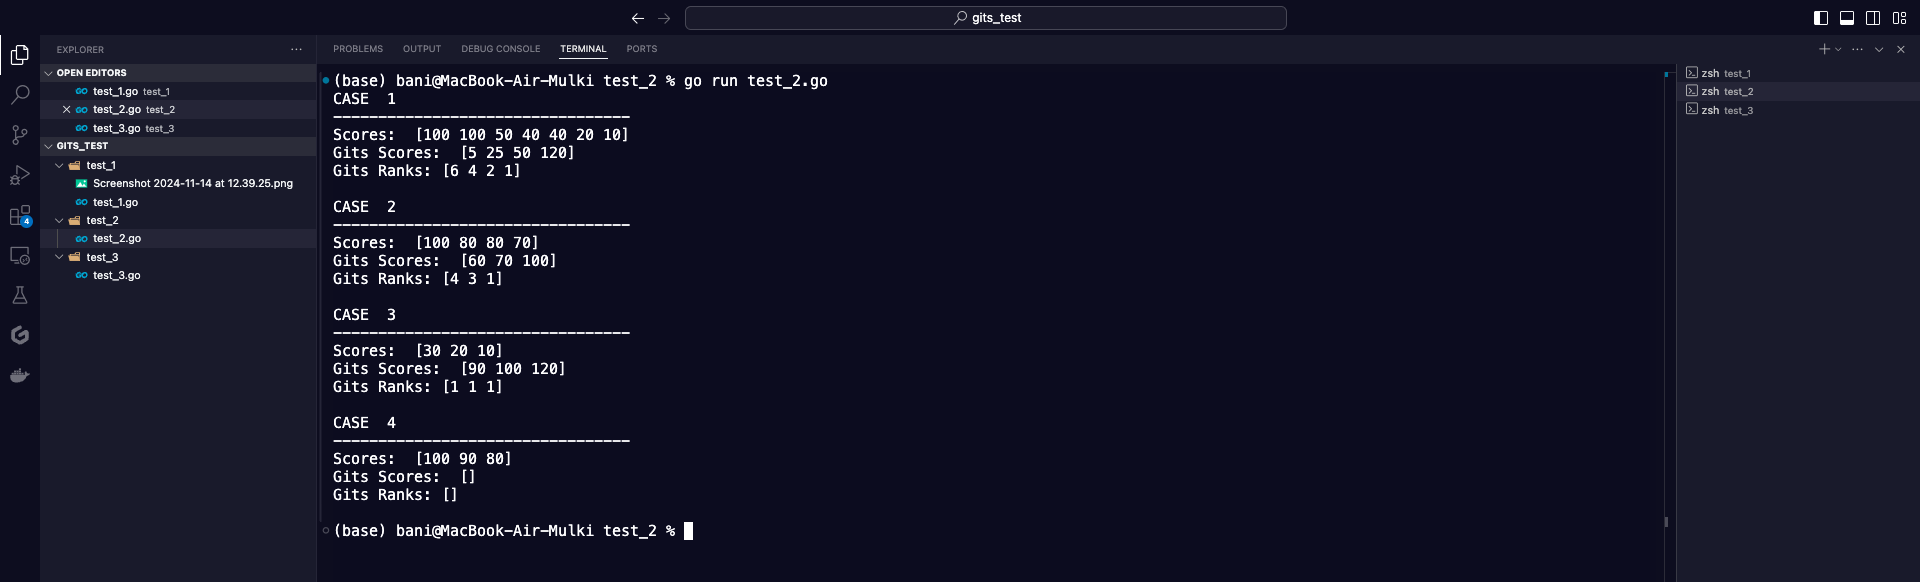 gits_test
EXPLORER
OPEN EDITORS
test_1.go test_1
test_2.go test_2
test_3.go test_3
GITS_TEST
test_1
Screenshot 2024-11-14 at 12.39.25.png
test_1.go
test_2
test_2.go
test_3
test_3.go
4
PROBLEMS OUTPUT DEBUG CONSOLE TERMINAL PORTS
(base) bani@MacBook-Air-Mulki test_2 % go run test_2.go
CASE  1
---------------------------------
Scores:  [100 100 50 40 40 20 10]
Gits Scores:  [5 25 50 120]
Gits Ranks: [6 4 2 1]
CASE  2
---------------------------------
Scores:  [100 80 80 70]
Gits Scores:  [60 70 100]
Gits Ranks: [4 3 1]
CASE  3
---------------------------------
Scores:  [30 20 10]
Gits Scores:  [90 100 120]
Gits Ranks: [1 1 1]
CASE  4
---------------------------------
Scores:  [100 90 80]
Gits Scores:  []
Gits Ranks: []
(base) bani@MacBook-Air-Mulki test_2 %
zsh test_1
zsh test_2
zsh test_3